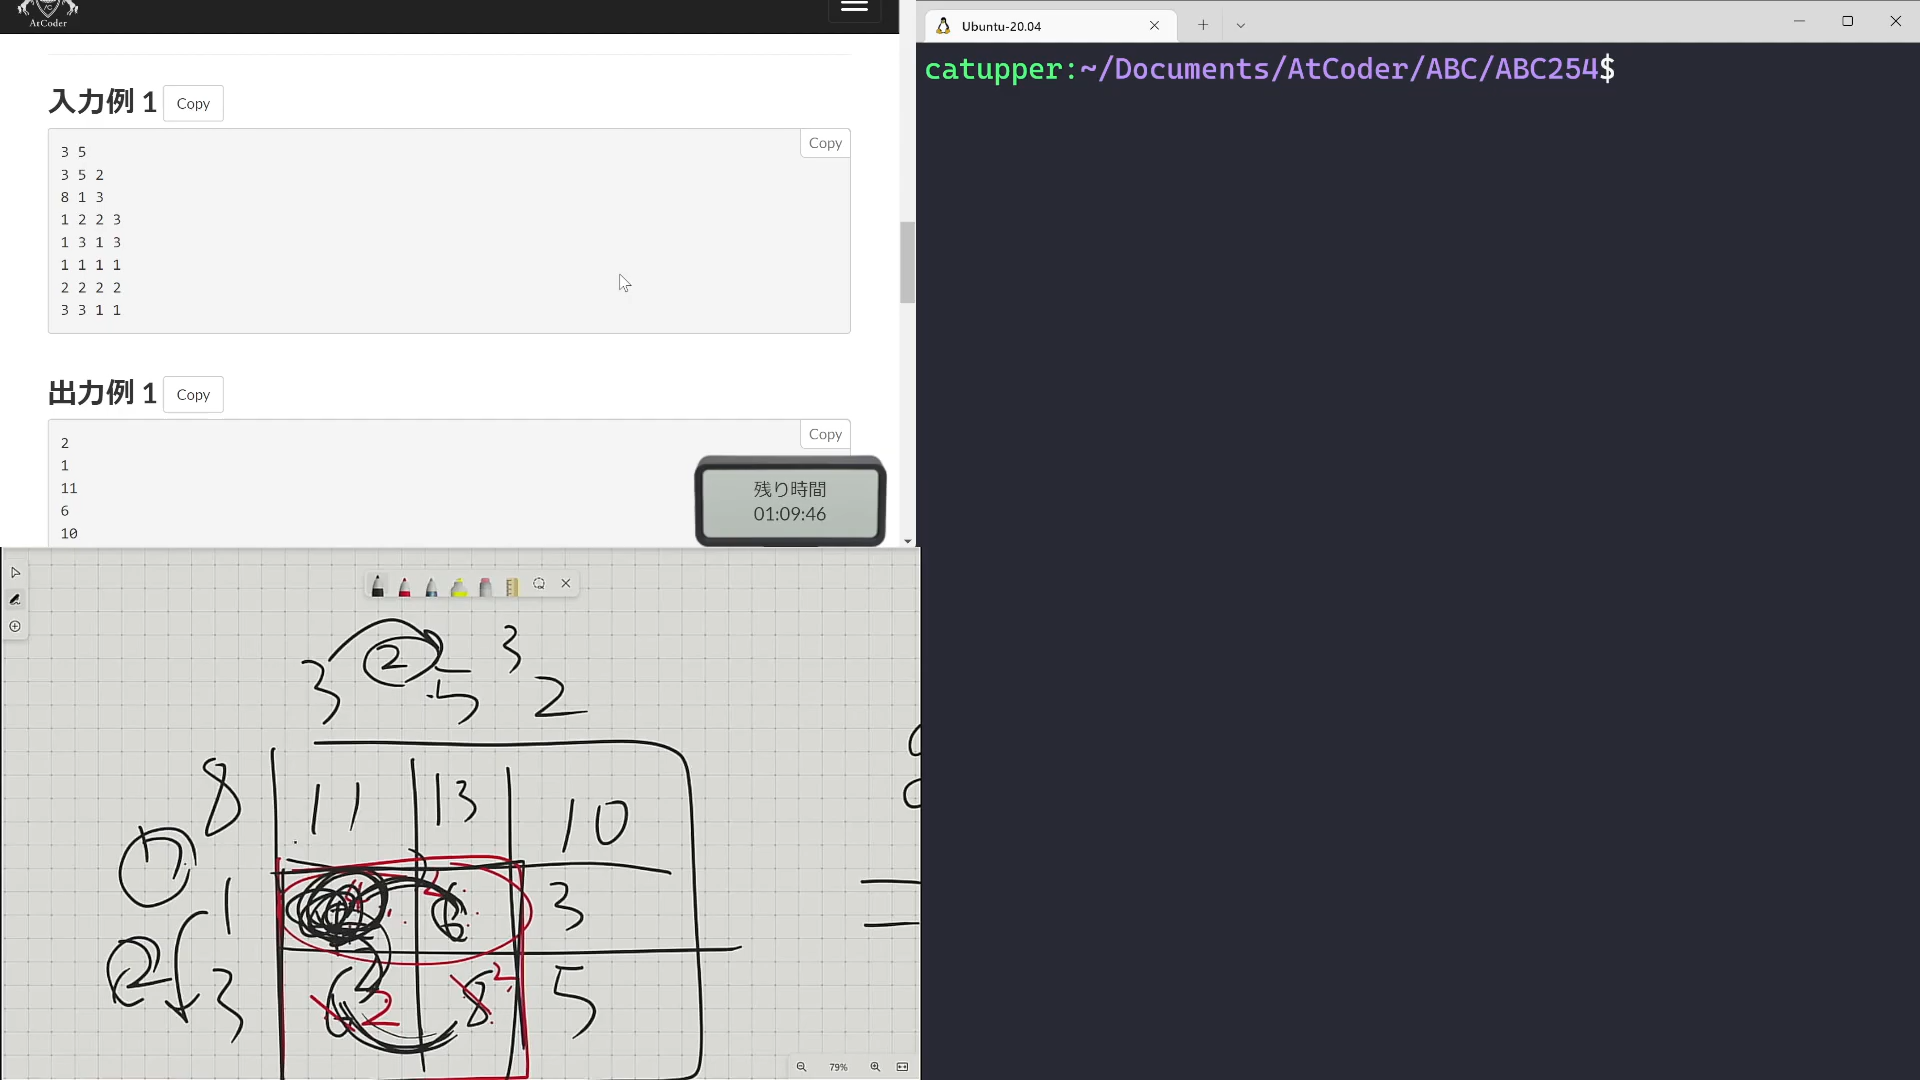 AtCoder
入力例 1
Copy
Copy
3 5
3 5 2
8 1 3
1 2 2 3
1 3 1 3
1 1 1 1
2 2 2 2
3 3 1 1
出力例 1
Copy
Copy
2
1
11
6
10
残り時間
01:09:46
Ubuntu-20.04
catupper:~/Documents/AtCoder/ABC/ABC254$
2 3
3 5 2
8 11 13 10
1 6 3
2 3 2 8 2 5
79%